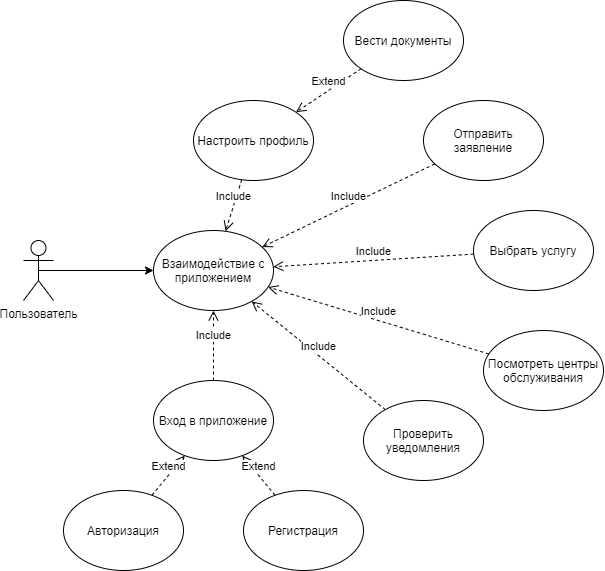 Вести документы
Extend
Настроить профиль
Отправить
заявление
Include
Include
Выбрать услугу
Include
Взаимодействие с
приложением
Пользователь
Include
Include
Include
Посмотреть центры
обслуживания
Вход в приложение
Проверить
уведомления
Extend
Extend
Авторизация
Регистрация